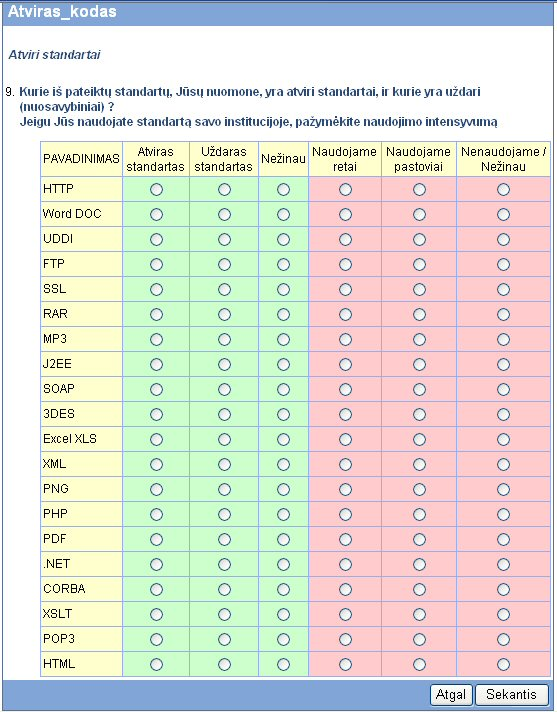 Atviras_kodas
Atviri standartai
9. Kurie iš pateiktų standartų, Jūsų nuomone, yra atviri standartai, ir kurie yra uždari
(nuosavybiniai) ?
Jeigu Jūs naudojate standartą savo institucijoje, pažymėkite naudojimo intensyvumą
PAVADINIMAS Atviras standartas Uždaras standartas Nežinau Naudojame retai Naudojame pastoviai Nenaudojame / Nežinau
HTTP
Word DOC
UDDI
FTP
SSL
RAR
MP3
J2EE
SOAP
3DES
Excel XLS
XML
PNG
PHP
PDF
.NET
CORBA
XSLT
POP3
HTML
Atgal Sekantis